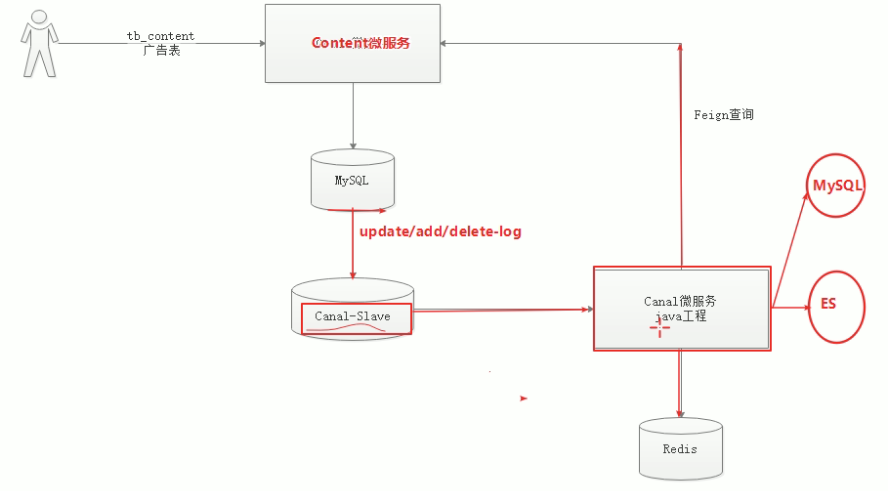 tb_content
广告表
Content微服务
Feign查询
MySQL
MySQL
update/add/delete-log
Canal-Slave
Canal微服务
java工程
ES
Redis